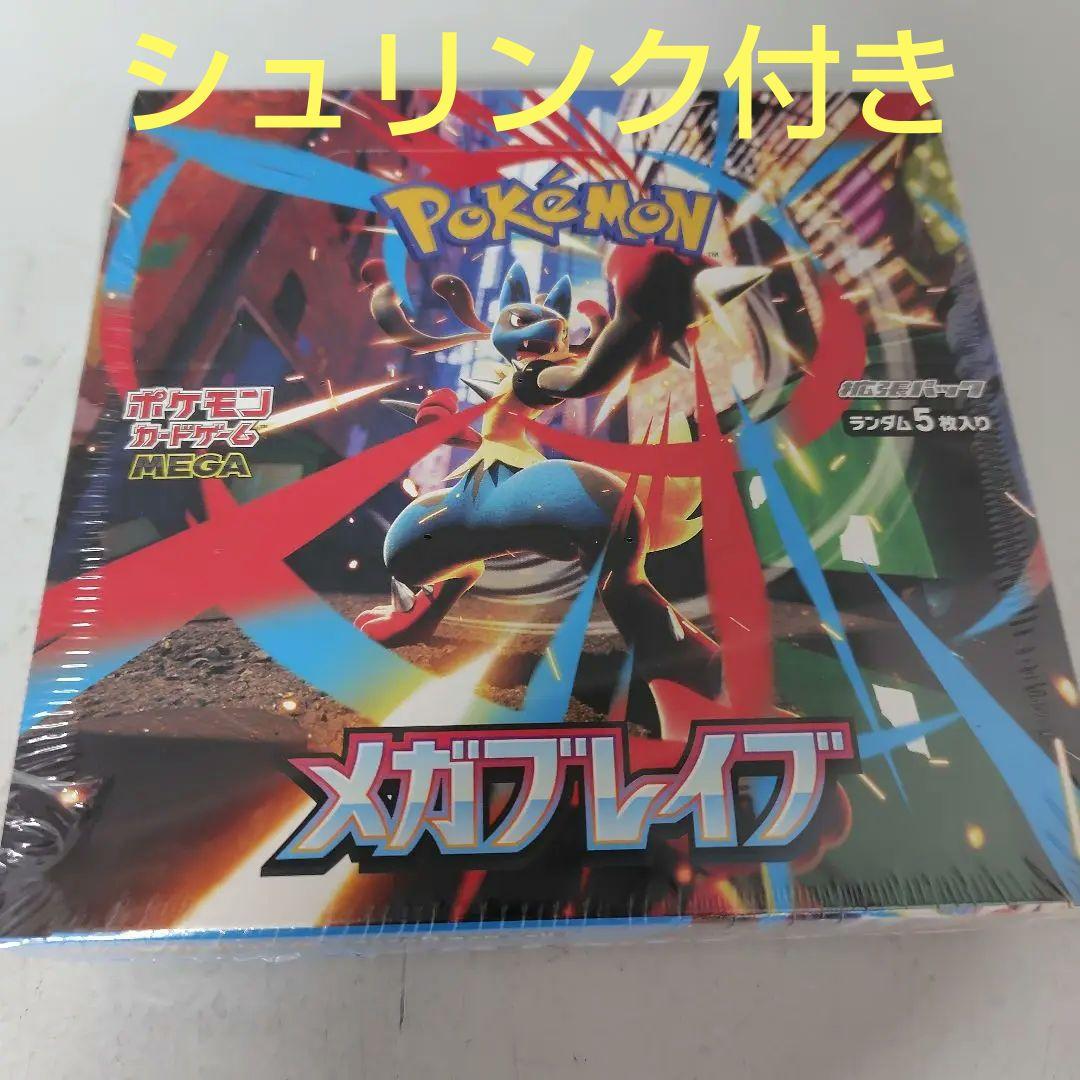 シュリンク付き
POKéMON
TM
ポケモン
カードゲーム
MEGA
拡張パック
ランダム5枚入り
メガブレイブ